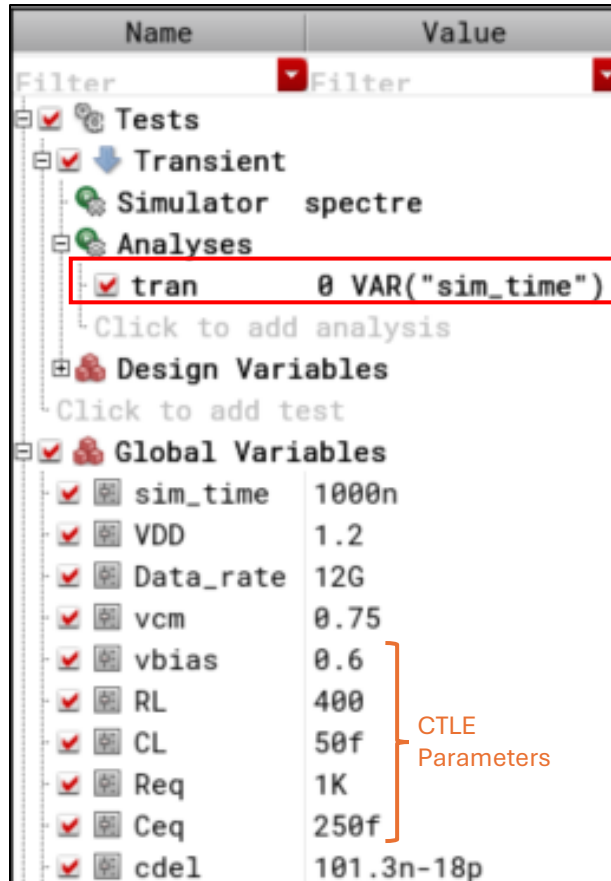 Name Value
Filter Filter
Tests
Transient
Simulator spectre
Analyses
tran 0 VAR("sim_time")
Click to add analysis
Design Variables
Click to add test
Global Variables
sim_time 1000n
VDD 1.2
Data_rate 12G
vcm 0.75
vbias 0.6
RL 400
CL 50f
CTLE
Parameters
Req 1K
Ceq 250f
cdel 101.3n-18p